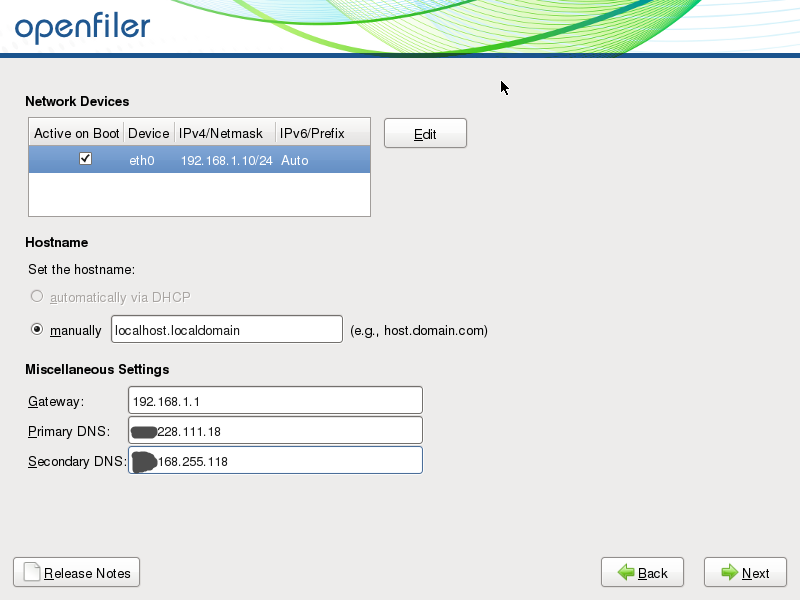 openfiler
Network Devices
Active on Boot Device IPv4/Netmask IPv6/Prefix
eth0 192.168.1.10/24 Auto
Edit
Hostname
Set the hostname:
automatically via DHCP
manually localhost.localdomain (e.g., host.domain.com)
Miscellaneous Settings
Gateway: 192.168.1.1
Primary DNS: 228.111.18
Secondary DNS: 168.255.118
Release Notes Back Next